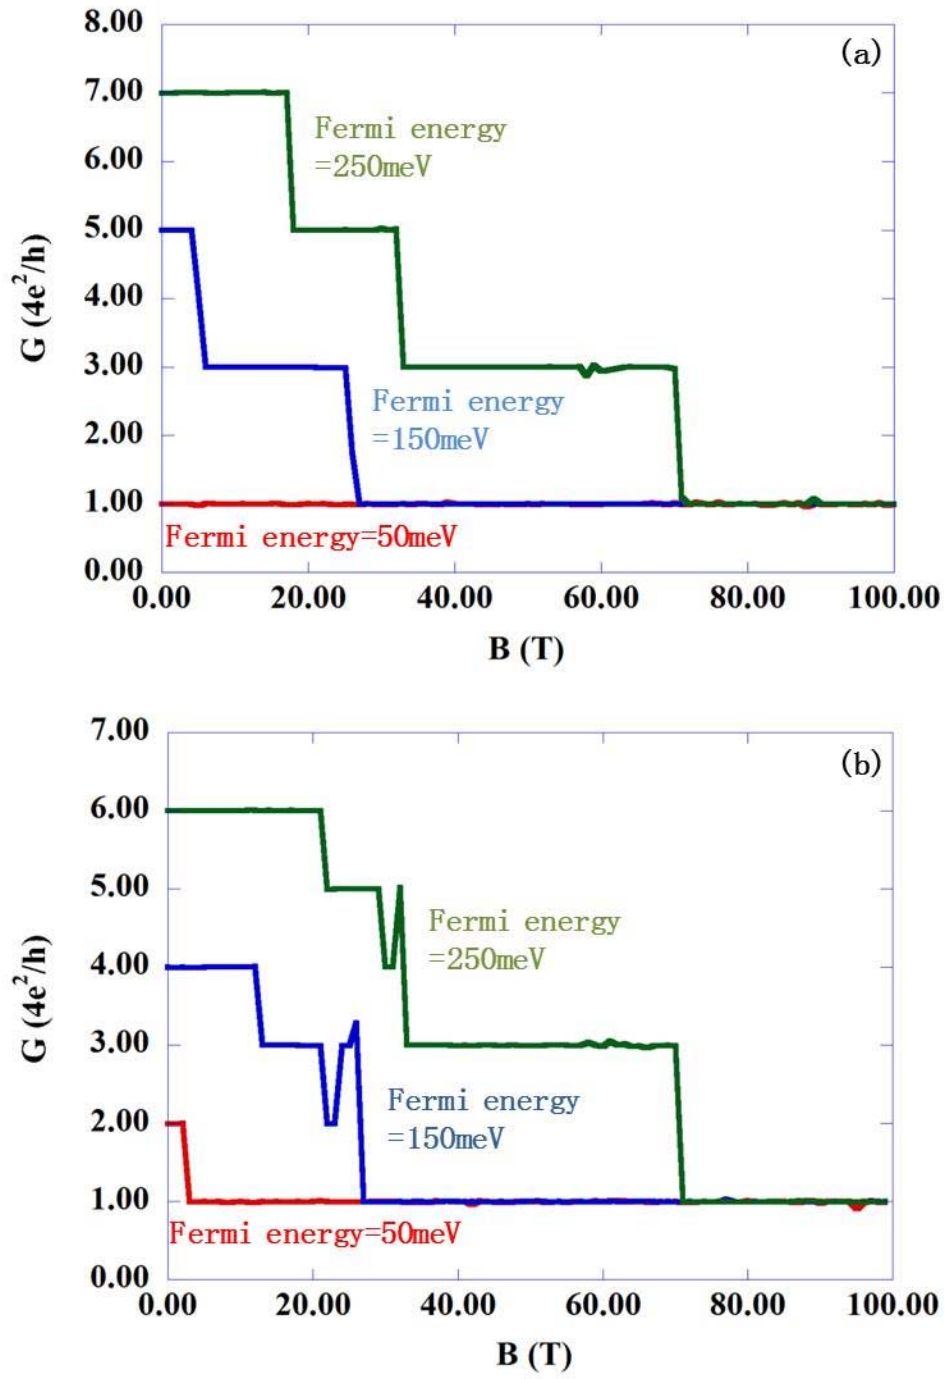 8.00
(a)
7.00
Fermi energy
=250meV
6.00
5.00
G (4e²/h)
4.00
3.00
Fermi energy
=150meV
2.00
1.00
Fermi energy=50meV
0.00
0.00 20.00 40.00 60.00 80.00 100.00
B (T)
7.00
(b)
6.00
5.00
Fermi energy
=250meV
G (4e²/h)
4.00
3.00
Fermi energy
=150meV
2.00
1.00
Fermi energy=50meV
0.00
0.00 20.00 40.00 60.00 80.00 100.00
B (T)